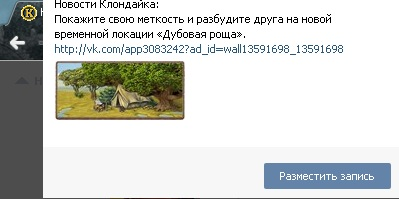 Новости Клондайка:
Покажите свою меткость и разбудите друга на новой
временной локации «Дубовая роща».
http://vk.com/app3083242?ad_id=wall13591698_13591698
Разместить запись